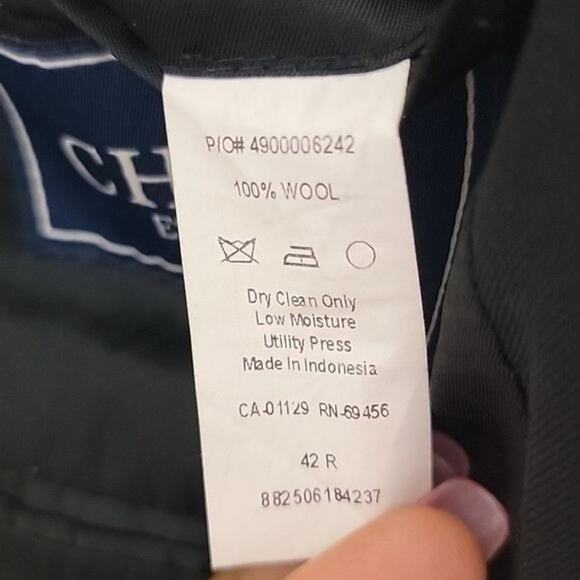 CH
E
P/O# 4900006242
100% WOOL
Dry Clean Only
Low Moisture
Utility Press
Made In Indonesia
CA-01129 RN-69456
42 R
882506184237